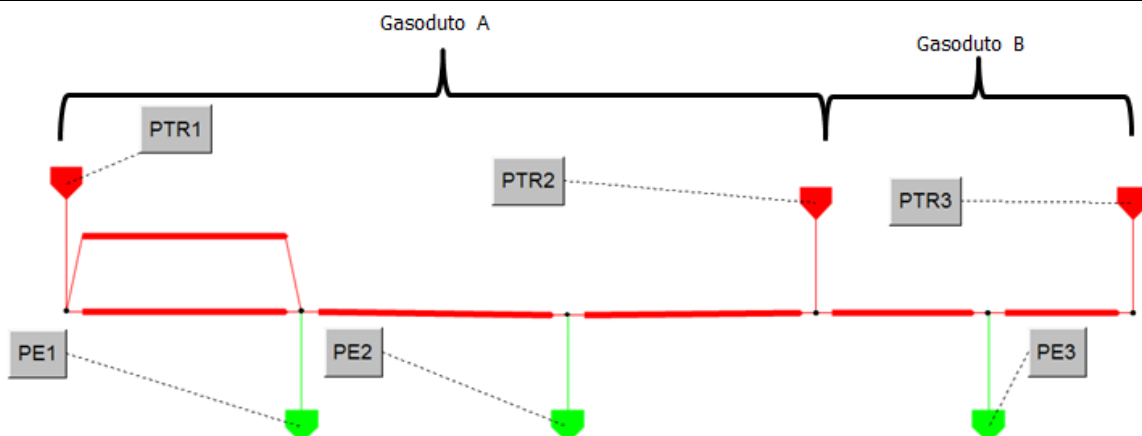 Gasoduto A
Gasoduto B
PTR1
PTR2
PTR3
PE1
PE2
PE3